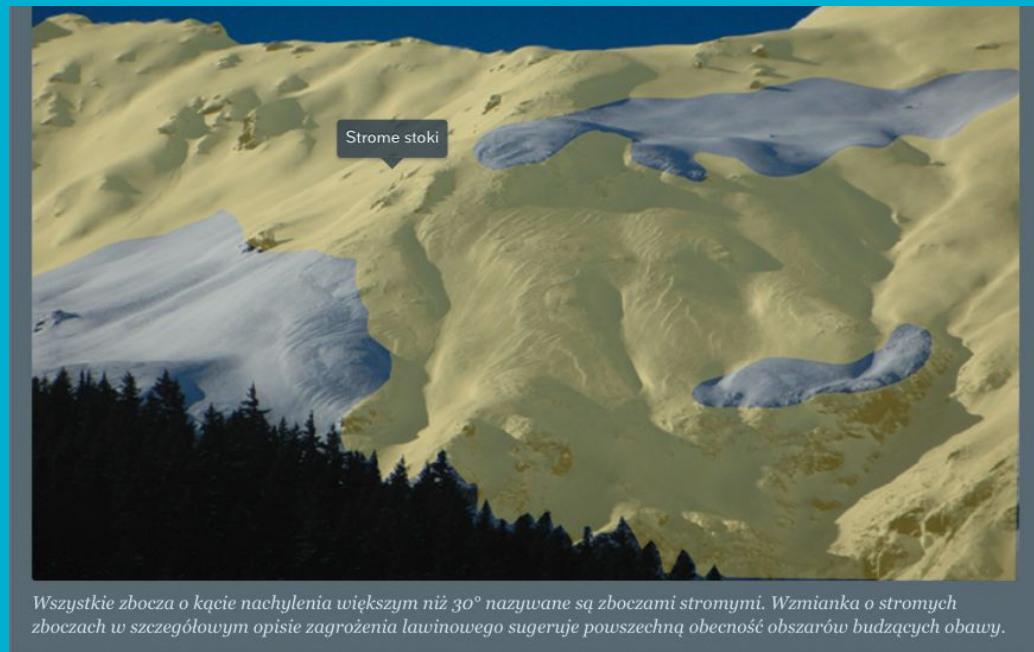 Strome stoki
Wszystkie zbocza o kącie nachylenia większym niż 30° nazywane są zboczami stromymi. Wzmianka o stromych
zboczach w szczegółowym opisie zagrożenia lawinowego sugeruje powszechną obecność obszarów budzących obawy.